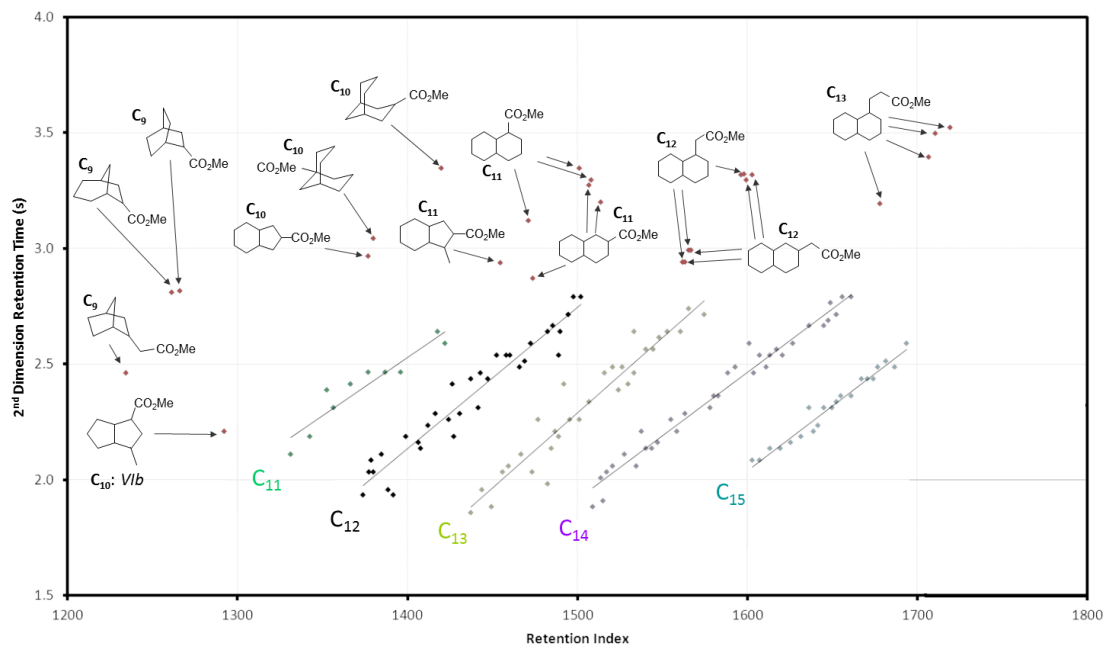 4.0
3.5
3.0
2.5
2.0
1.5
2nd Dimension Retention Time (s)
1200
1300
1400
1500
1600
1700
1800
Retention Index
C9
CO2Me
C9
CO2Me
C9
CO2Me
CO2Me
C10: VIb
C10
CO2Me
C10
CO2Me
C10
CO2Me
C11
CO2Me
CO2Me
C11
C11
CO2Me
C12
CO2Me
C12
CO2Me
C13
CO2Me
C11
C12
C13
C14
C15